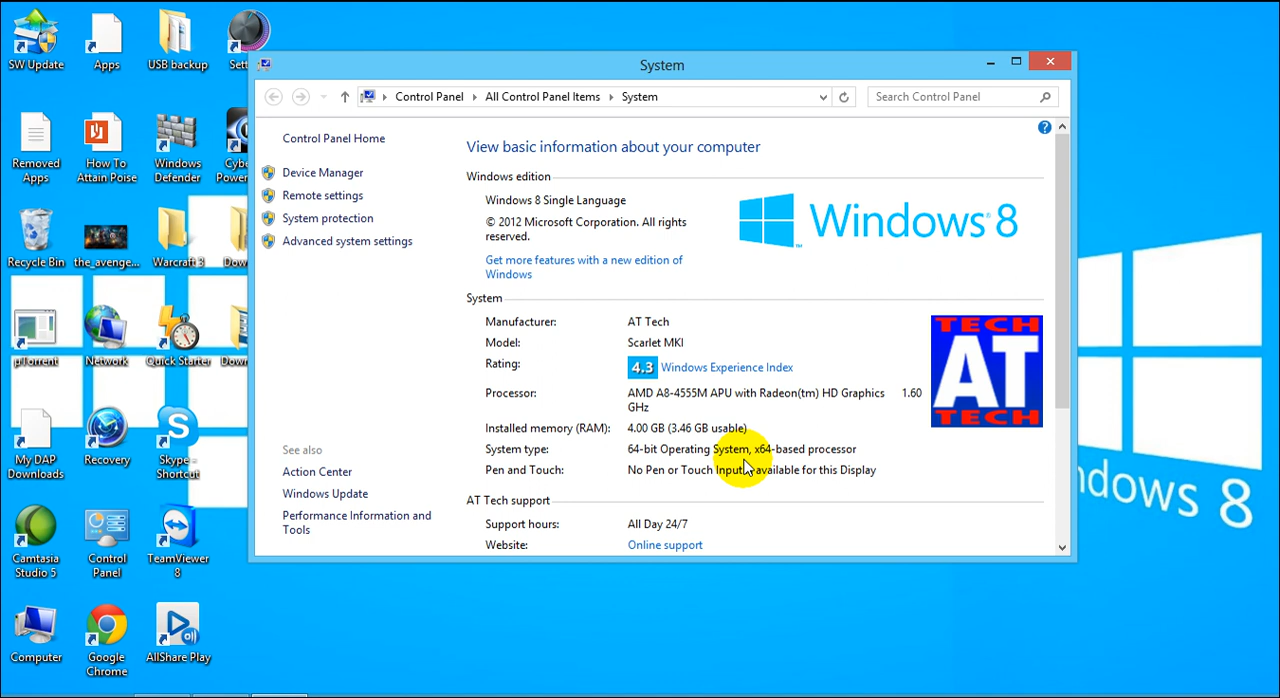 SW Update
Apps
USB backup
Sett
Removed
Apps
How To
Attain Poise
Windows
Defender
Cybe
Power
Recycle Bin
the_avenge...
Warcraft 3
Dow
µTorrent
Network
Quick Starter
Down
My DAP
Downloads
Recovery
Skype -
Shortcut
Camtasia
Studio 5
Control
Panel
TeamViewer
8
Computer
Google
Chrome
AllShare Play
System
Control Panel
All Control Panel Items
System
Search Control Panel
Control Panel Home
Device Manager
Remote settings
System protection
Advanced system settings
See also
Action Center
Windows Update
Performance Information and
Tools
View basic information about your computer
Windows edition
Windows 8 Single Language
© 2012 Microsoft Corporation. All rights
reserved.
Get more features with a new edition of
Windows
Windows 8
System
Manufacturer: AT Tech
Model: Scarlet MKI
Rating: 4.3 Windows Experience Index
Processor: AMD A8-4555M APU with Radeon(tm) HD Graphics 1.60
GHz
Installed memory (RAM): 4.00 GB (3.46 GB usable)
System type: 64-bit Operating System, x64-based processor
Pen and Touch: No Pen or Touch Input available for this Display
TECH
AT
TECH
AT Tech support
Support hours: All Day 24/7
Website: Online support
ndows 8